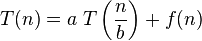 T(n) = a T(n/b) + f(n)